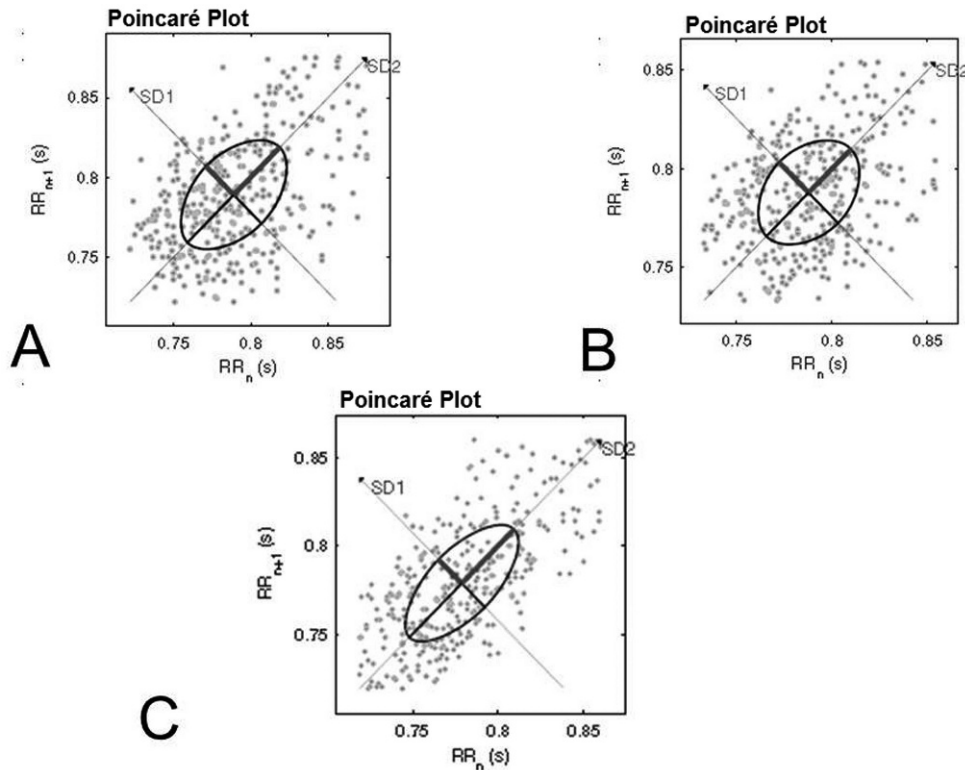 Poincaré Plot
SD1
SD2
0.85
0.8
0.75
RRn+1 (s)
0.75 0.8 0.85
RRn (s)
A
Poincaré Plot
SD1
SD2
0.85
0.8
0.75
RRn+1 (s)
0.75 0.8 0.85
RRn (s)
B
Poincaré Plot
SD1
SD2
0.85
0.8
0.75
RRn+1 (s)
0.75 0.8 0.85
RRn (s)
C